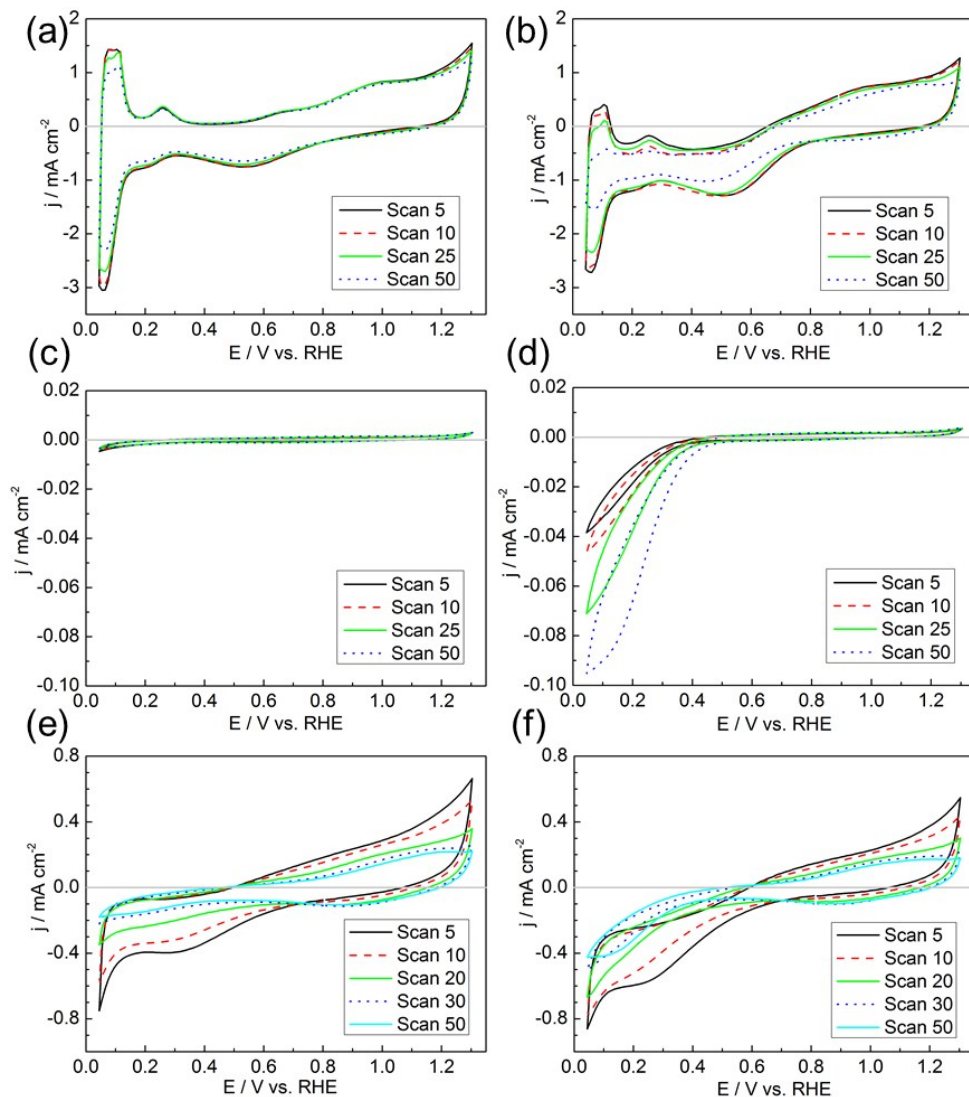 (a)
j / mA cm-2
2
1
0
-1
-2
-3
0.0 0.2 0.4 0.6 0.8 1.0 1.2
E / V vs. RHE
Scan 5
Scan 10
Scan 25
Scan 50
(b)
j / mA cm-2
2
1
0
-1
-2
-3
0.0 0.2 0.4 0.6 0.8 1.0 1.2
E / V vs. RHE
Scan 5
Scan 10
Scan 25
Scan 50
(c)
j / mA cm-2
0.02
0.00
-0.02
-0.04
-0.06
-0.08
-0.10
0.0 0.2 0.4 0.6 0.8 1.0 1.2
E / V vs. RHE
Scan 5
Scan 10
Scan 25
Scan 50
(d)
j / mA cm-2
0.02
0.00
-0.02
-0.04
-0.06
-0.08
-0.10
0.0 0.2 0.4 0.6 0.8 1.0 1.2
E / V vs. RHE
Scan 5
Scan 10
Scan 25
Scan 50
(e)
j / mA cm-2
0.8
0.4
0.0
-0.4
-0.8
0.0 0.2 0.4 0.6 0.8 1.0 1.2
E / V vs. RHE
Scan 5
Scan 10
Scan 20
Scan 30
Scan 50
(f)
j / mA cm-2
0.8
0.4
0.0
-0.4
-0.8
0.0 0.2 0.4 0.6 0.8 1.0 1.2
E / V vs. RHE
Scan 5
Scan 10
Scan 20
Scan 30
Scan 50